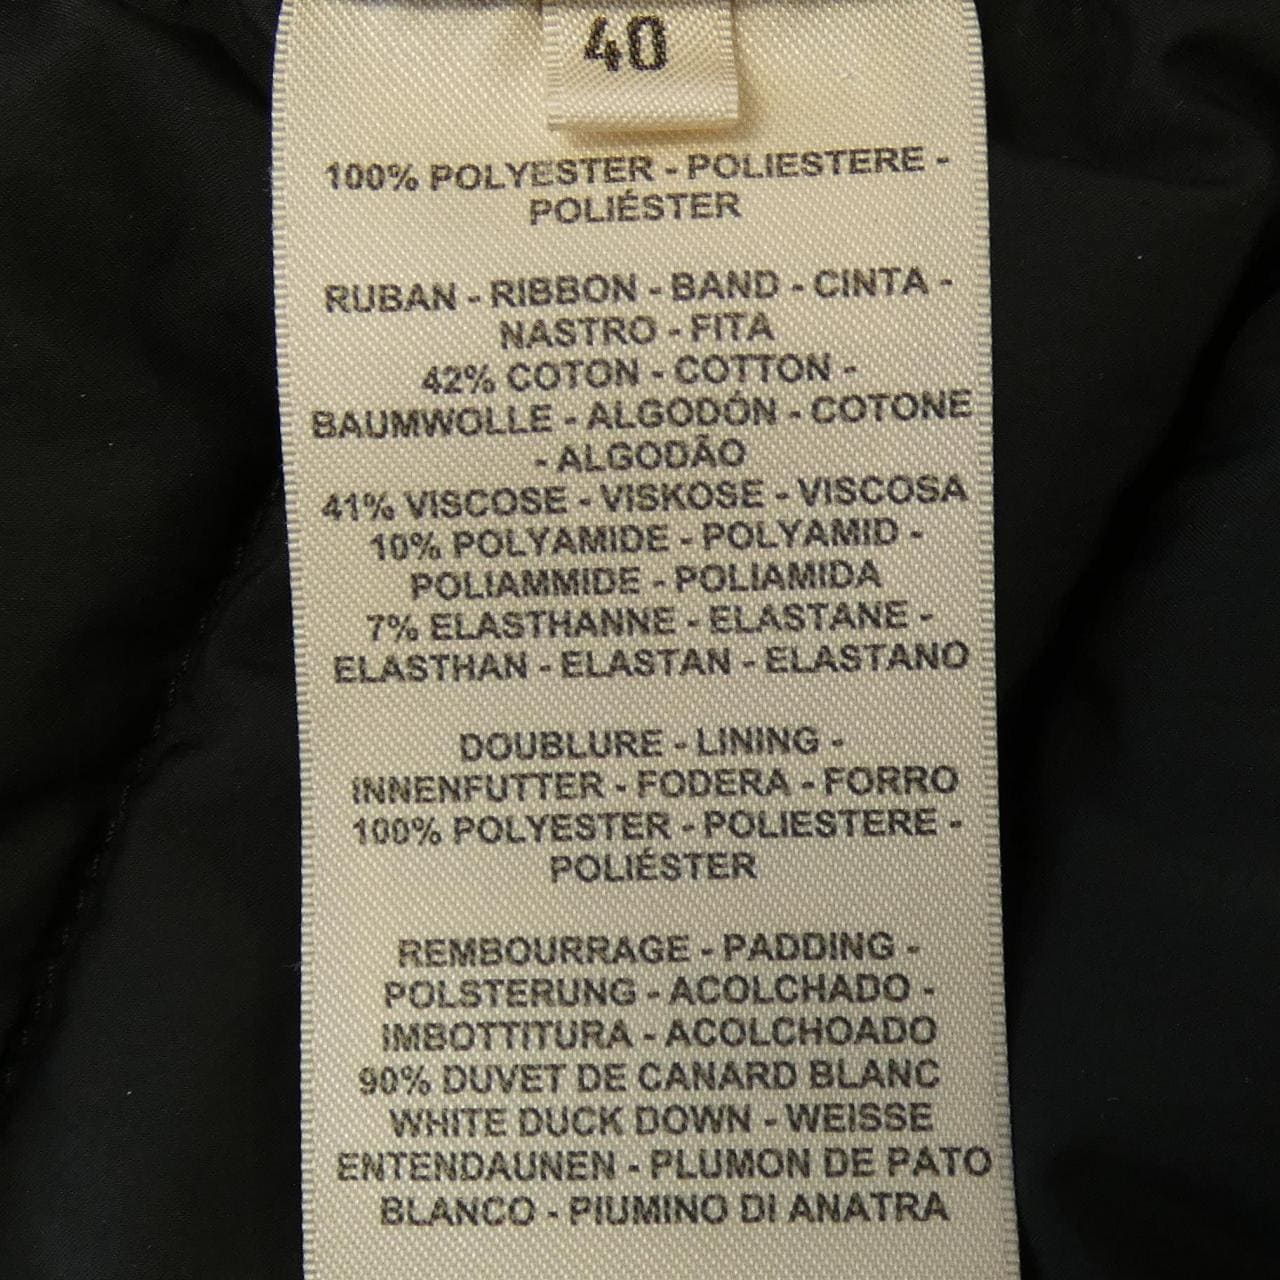 40
100% POLYESTER - POLIESTERE -
POLIÉSTER
RUBAN - RIBBON - BAND - CINTA -
NASTRO - FITA
42% COTON - COTTON -
BAUMWOLLE - ALGODÓN - COTONE
- ALGODÃO
41% VISCOSE - VISKOSE - VISCOSA
10% POLYAMIDE - POLYAMID -
POLIAMMIDE - POLIAMIDA
7% ELASTHANNE - ELASTANE -
ELASTHAN - ELASTAN - ELASTANO
DOUBLURE - LINING -
INNENFUTTER - FODERA - FORRO
100% POLYESTER - POLIESTERE -
POLIÉSTER
REMBOURRAGE - PADDING -
POLSTERUNG - ACOLCHADO -
IMBOTTITURA - ACOLCHOADO
90% DUVET DE CANARD BLANC
WHITE DUCK DOWN - WEISSE
ENTENDAUNEN - PLUMON DE PATO
BLANCO - PIUMINO DI ANATRA